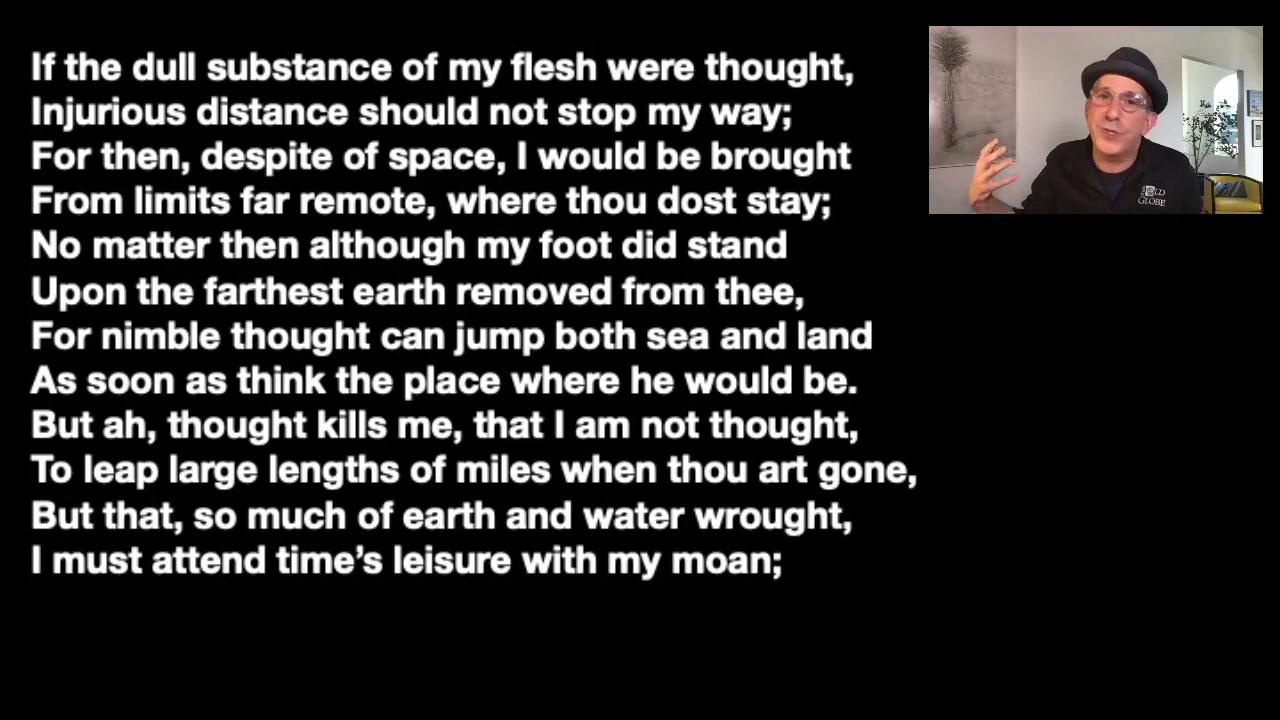 If the dull substance of my flesh were thought,
Injurious distance should not stop my way;
For then, despite of space, I would be brought
From limits far remote, where thou dost stay;
No matter then although my foot did stand
Upon the farthest earth removed from thee,
For nimble thought can jump both sea and land
As soon as think the place where he would be.
But ah, thought kills me, that I am not thought,
To leap large lengths of miles when thou art gone,
But that, so much of earth and water wrought,
I must attend time’s leisure with my moan;
GLOBE